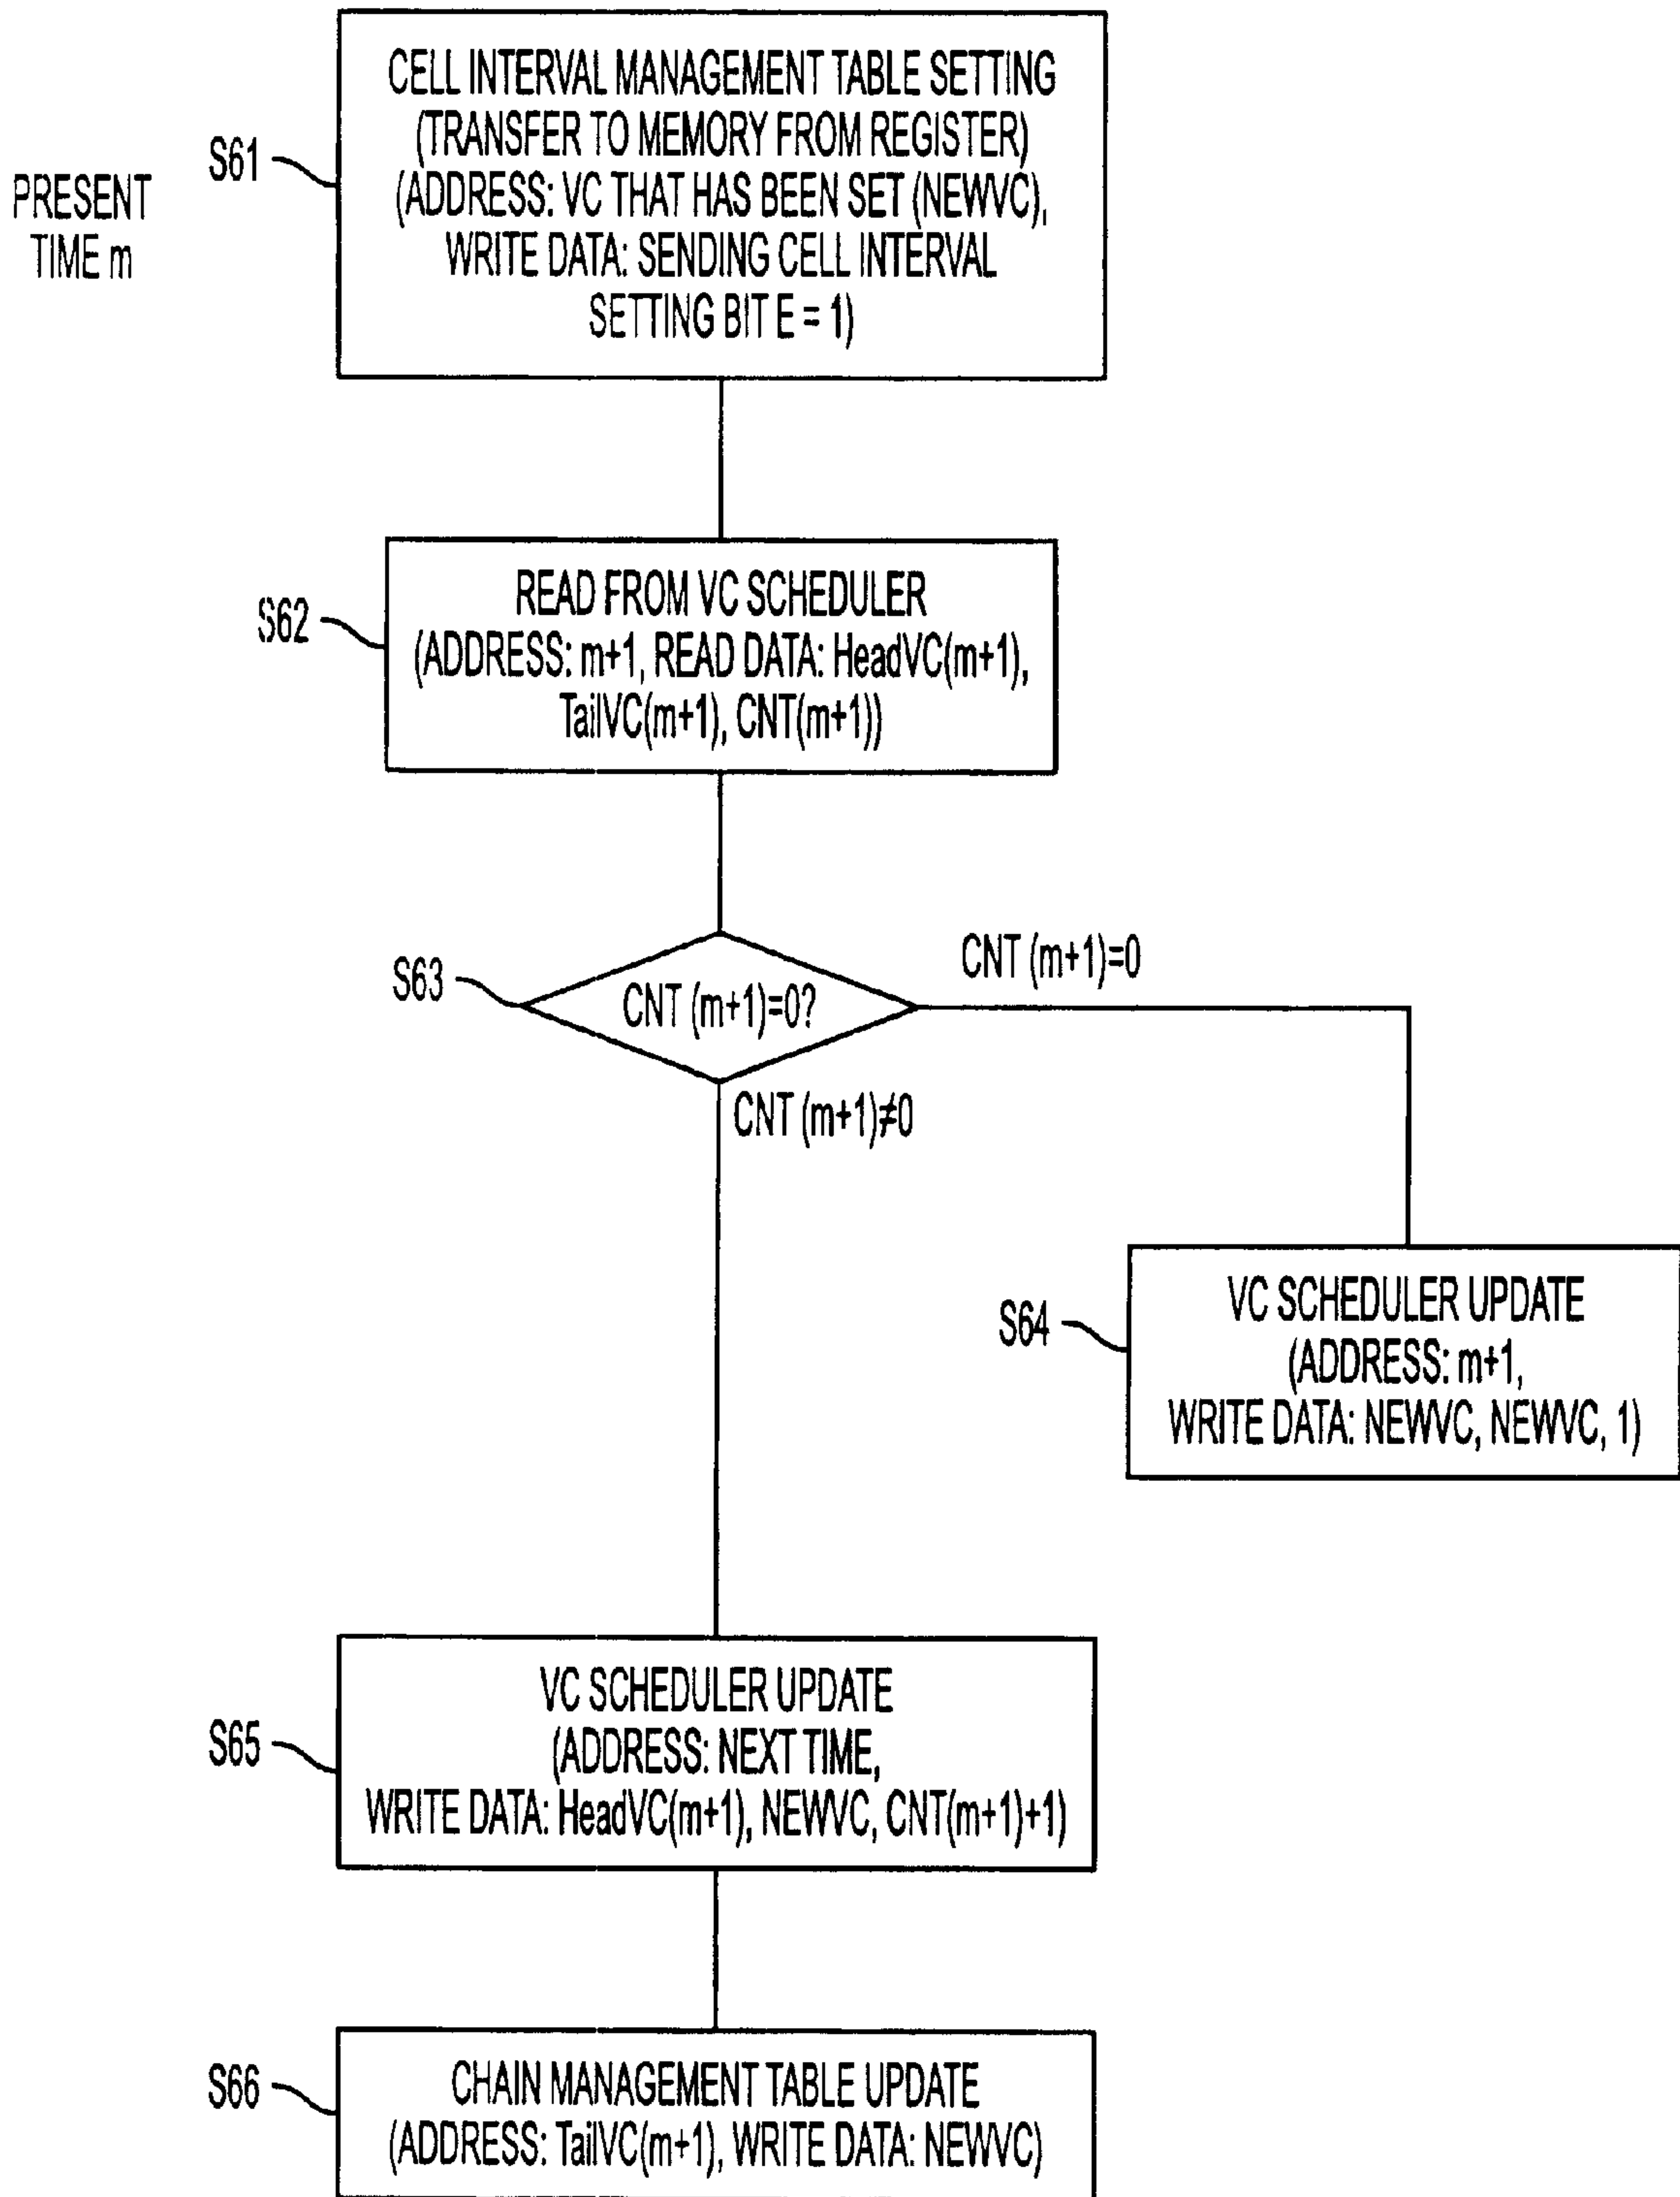 PRESENT
TIME m
S61
CELL INTERVAL MANAGEMENT TABLE SETTING
(TRANSFER TO MEMORY FROM REGISTER)
(ADDRESS: VC THAT HAS BEEN SET (NEWVC),
WRITE DATA: SENDING CELL INTERVAL
SETTING BIT E = 1)
S62
READ FROM VC SCHEDULER
(ADDRESS: m+1, READ DATA: HeadVC(m+1),
TailVC(m+1), CNT(m+1))
S63
CNT (m+1)=0?
CNT (m+1)=0
CNT (m+1)≠0
S64
VC SCHEDULER UPDATE
(ADDRESS: m+1,
WRITE DATA: NEWVC, NEWVC, 1)
S65
VC SCHEDULER UPDATE
(ADDRESS: NEXT TIME,
WRITE DATA: HeadVC(m+1), NEWVC, CNT(m+1)+1)
S66
CHAIN MANAGEMENT TABLE UPDATE
(ADDRESS: TailVC(m+1), WRITE DATA: NEWVC)